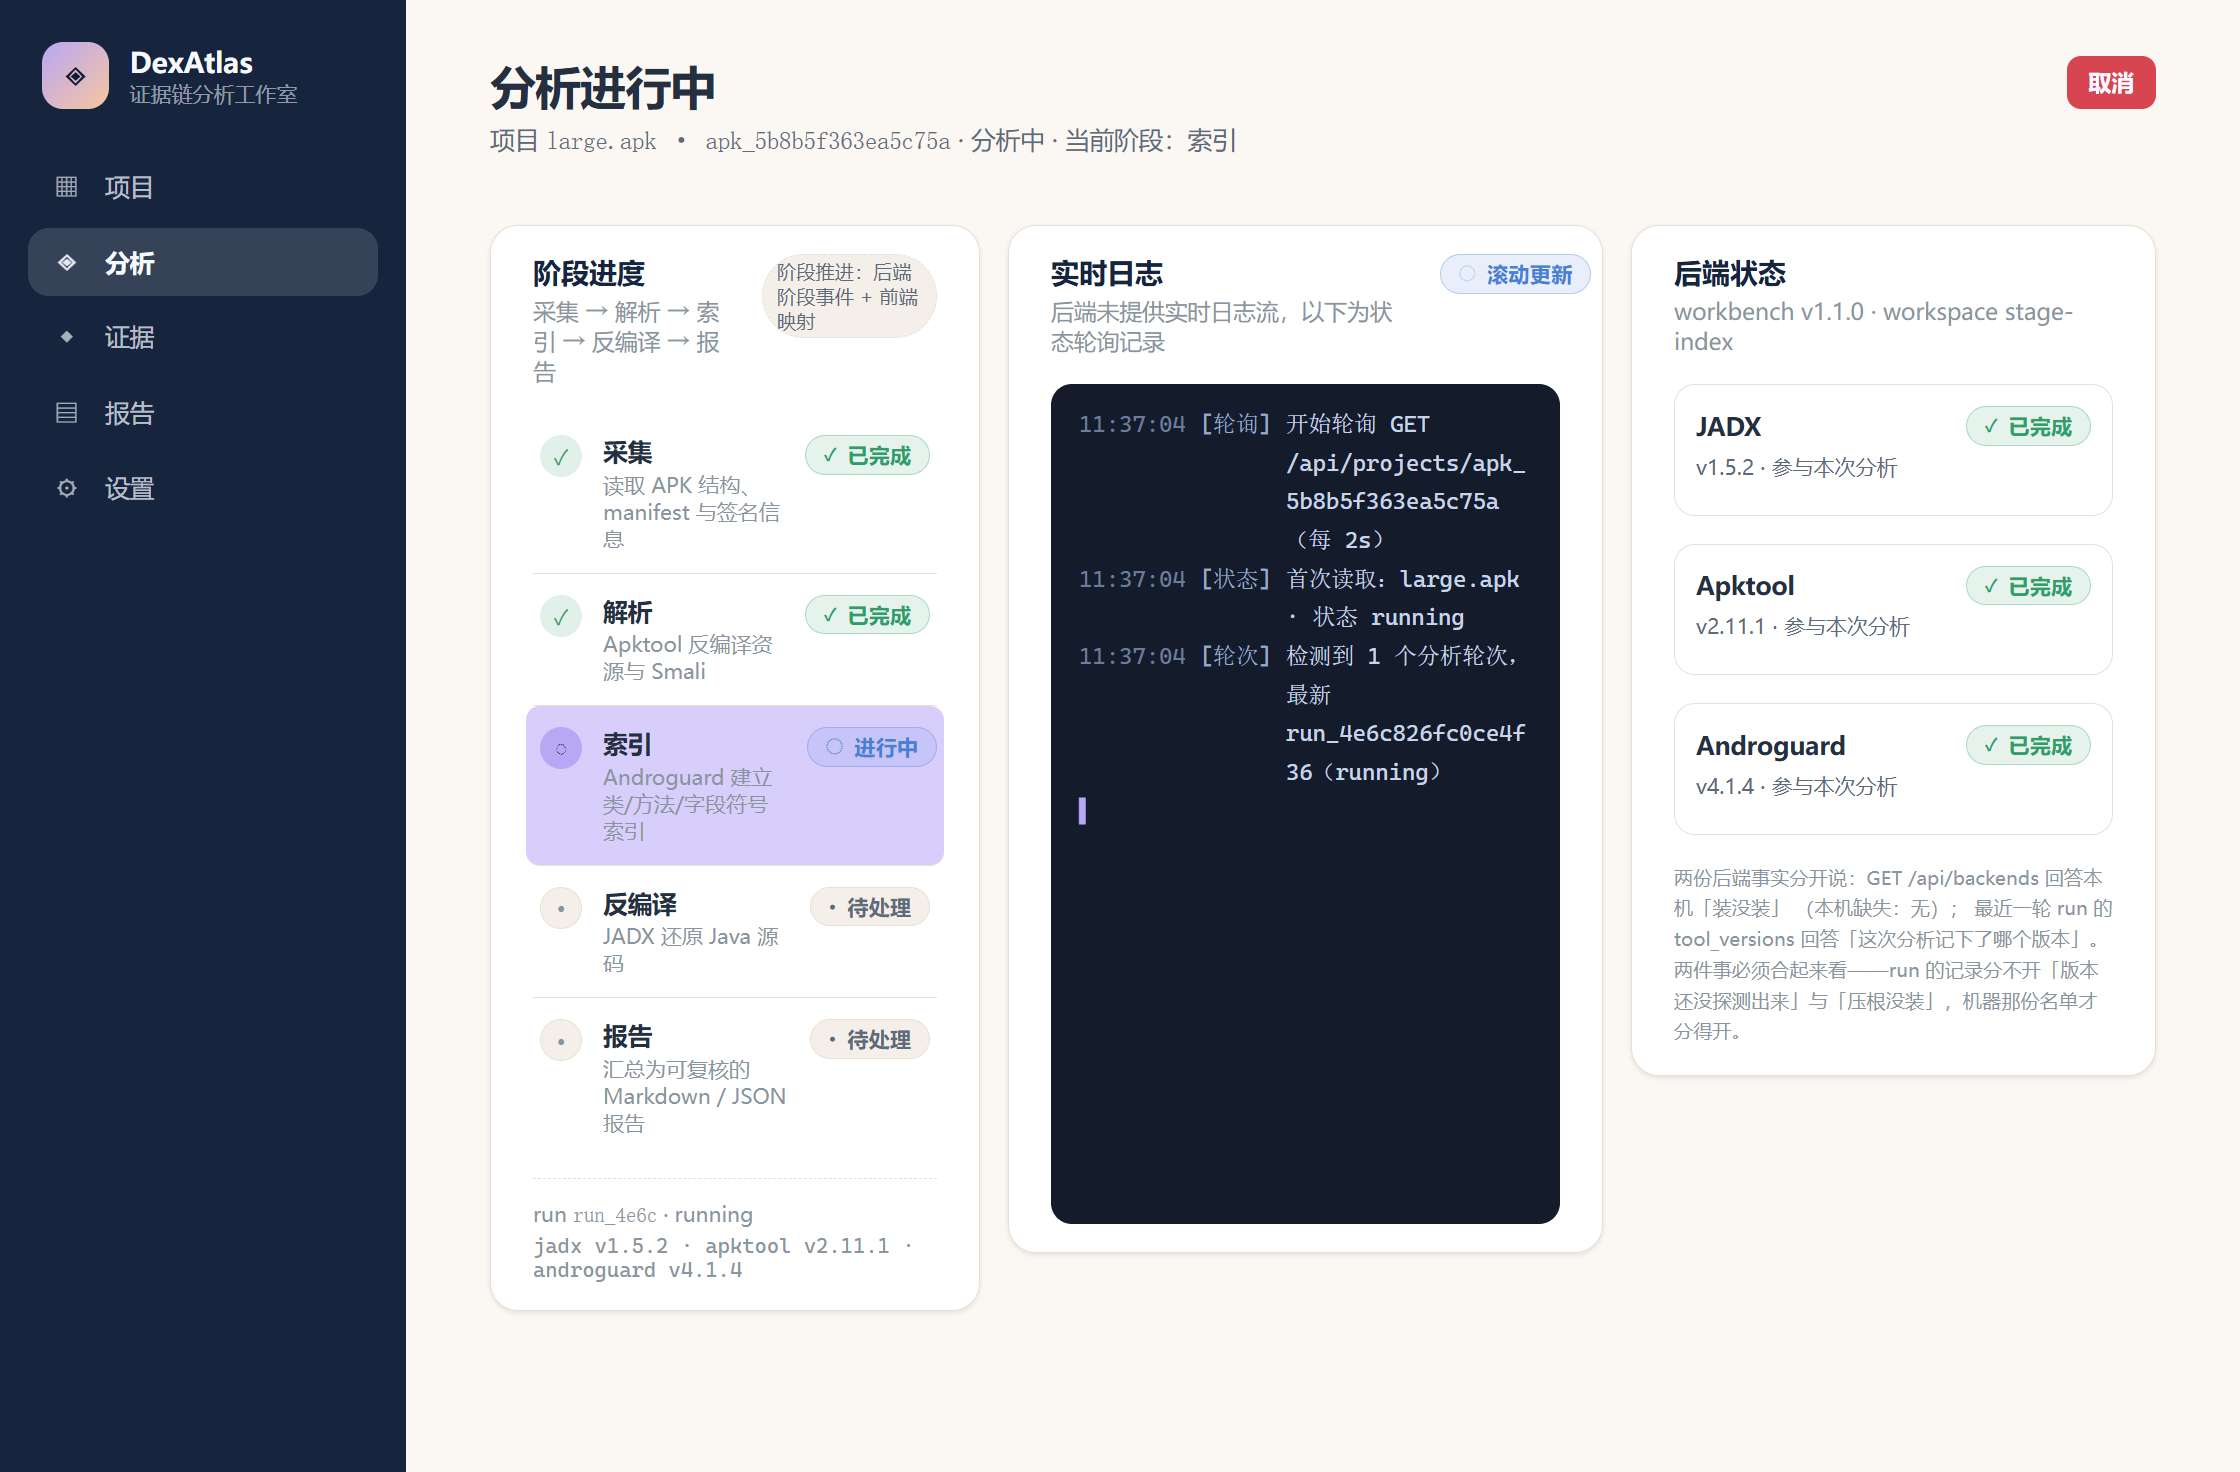 DexAtlas
证据链分析工作室
项目
分析
证据
报告
设置
分析进行中
项目 large.apk • apk_5b8b5f363ea5c75a · 分析中 · 当前阶段：索引
取消
阶段进度
采集 → 解析 → 索
引 → 反编译 → 报
告
阶段推进：后端
阶段事件 + 前端
映射
✓ 采集
✓ 已完成
读取 APK 结构、
manifest 与签名信
息
✓ 解析
✓ 已完成
Apktool 反编译资
源与 Smali
索引
进行中
Androguard 建立
类/方法/字段符号
索引
反编译
• 待处理
JADX 还原 Java 源
码
报告
• 待处理
汇总为可复核的
Markdown / JSON
报告
run run_4e6c · running
jadx v1.5.2 · apktool v2.11.1 ·
androguard v4.1.4
实时日志
滚动更新
后端未提供实时日志流，以下为状
态轮询记录
11:37:04 [轮询] 开始轮询 GET
/api/projects/apk_
5b8b5f363ea5c75a
（每 2s）
11:37:04 [状态] 首次读取：large.apk
· 状态 running
11:37:04 [轮次] 检测到 1 个分析轮次，
最新
run_4e6c826fc0ce4f
36（running）
后端状态
workbench v1.1.0 · workspace stage-
index
JADX
✓ 已完成
v1.5.2 · 参与本次分析
Apktool
✓ 已完成
v2.11.1 · 参与本次分析
Androguard
✓ 已完成
v4.1.4 · 参与本次分析
两份后端事实分开说：GET /api/backends 回答本
机「装没装」（本机缺失：无）；最近一轮 run 的
tool_versions 回答「这次分析记下了哪个版本」。
两件事必须合起来看——run 的记录分不开「版本
还没探测出来」与「压根没装」，机器那份名单才
分得开。